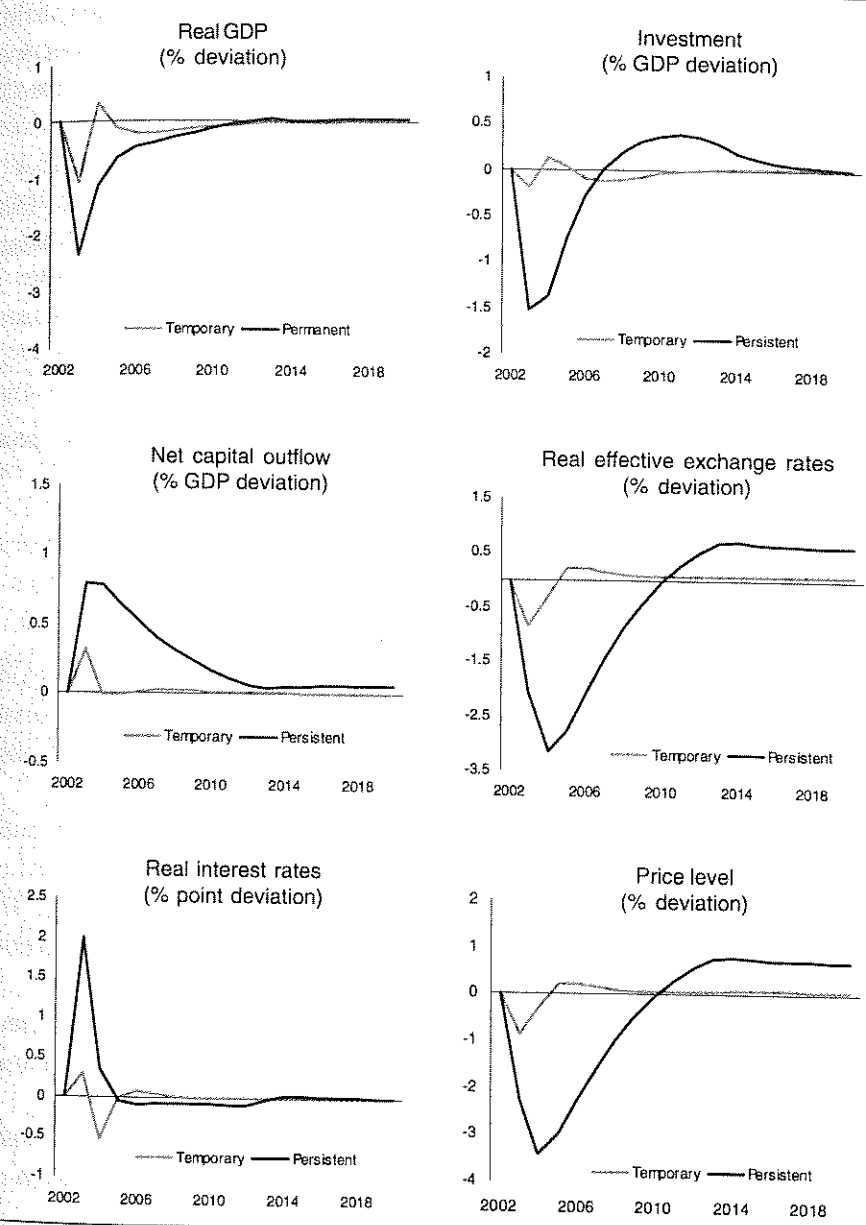 Real GDP
(% deviation)
1
0
-1
-2
-3
-4
Temporary Permanent
2002 2006 2010 2014 2018
Investment
(% GDP deviation)
1
0.5
0
-0.5
-1
-1.5
-2
Temporary Persistent
2002 2006 2010 2014 2018
Net capital outflow
(% GDP deviation)
1.5
1
0.5
0
-0.5
Temporary Persistent
2002 2006 2010 2014 2018
Real effective exchange rates
(% deviation)
1.5
0.5
-0.5
-1.5
-2.5
-3.5
Temporary Persistent
2002 2006 2010 2014 2018
Real interest rates
(% point deviation)
2.5
2
1.5
1
0.5
0
-0.5
-1
Temporary Persistent
2002 2006 2010 2014 2018
Price level
(% deviation)
2
1
0
-1
-2
-3
-4
Temporary Persistent
2002 2006 2010 2014 2018